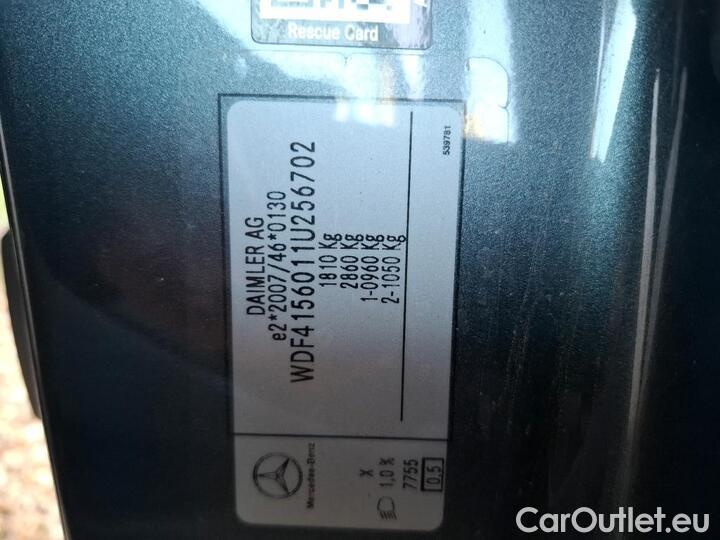 Rescue Card
DAIMLER AG
e2*2007/46*0130
WDF4156011U256702
1810 Kg
2860 Kg
1-0960 Kg
2-1050 Kg
539781
Mercedes-Benz
X
1,0 %
7755
0,5
CarOutlet.eu